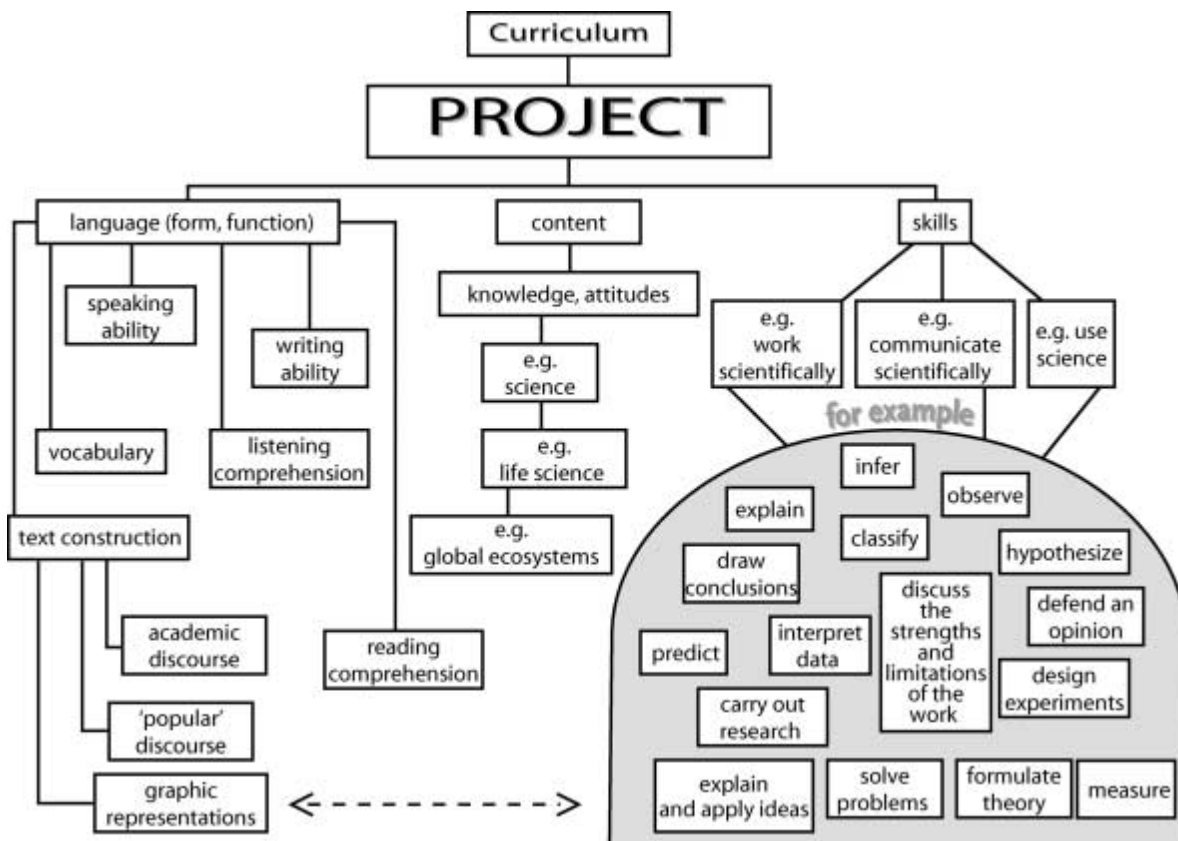 Curriculum
PROJECT
language (form, function)
content
skills
speaking
ability
writing
ability
vocabulary
listening
comprehension
text construction
academic
discourse
reading
comprehension
‘popular’
discourse
graphic
representations
knowledge, attitudes
e.g.
science
e.g.
life science
e.g.
global ecosystems
e.g.
work
scientifically
e.g.
communicate
scientifically
e.g. use
science
for example
infer
observe
explain
classify
hypothesize
draw
conclusions
discuss
the
strengths
and
limitations
of the
work
defend an
opinion
predict
interpret
data
design
experiments
carry out
research
explain
and apply ideas
solve
problems
formulate
theory
measure